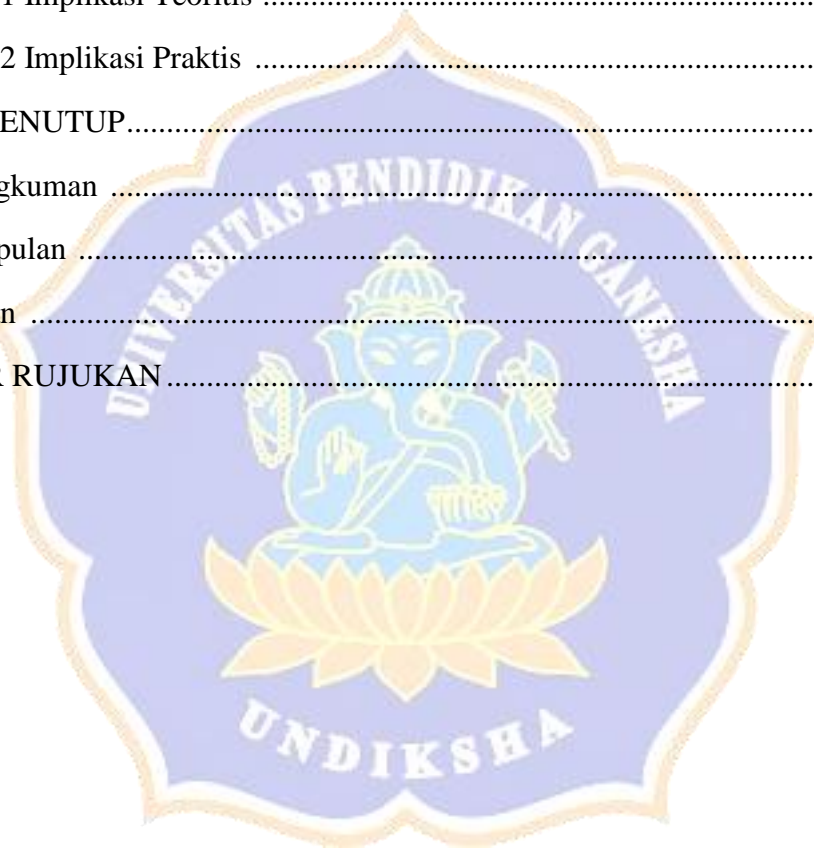 1 Implikasi Teoritis ........................................................................
2 Implikasi Praktis .........................................................................
ENUTUP...........................................................................................
gkuman ............................................................................................
pulan .................................................................................................
n ........................................................................................................
R RUJUKAN.....................................................................................
UNIVERSITAS PENDIDIKAN GANESHA
UNDIKSHA